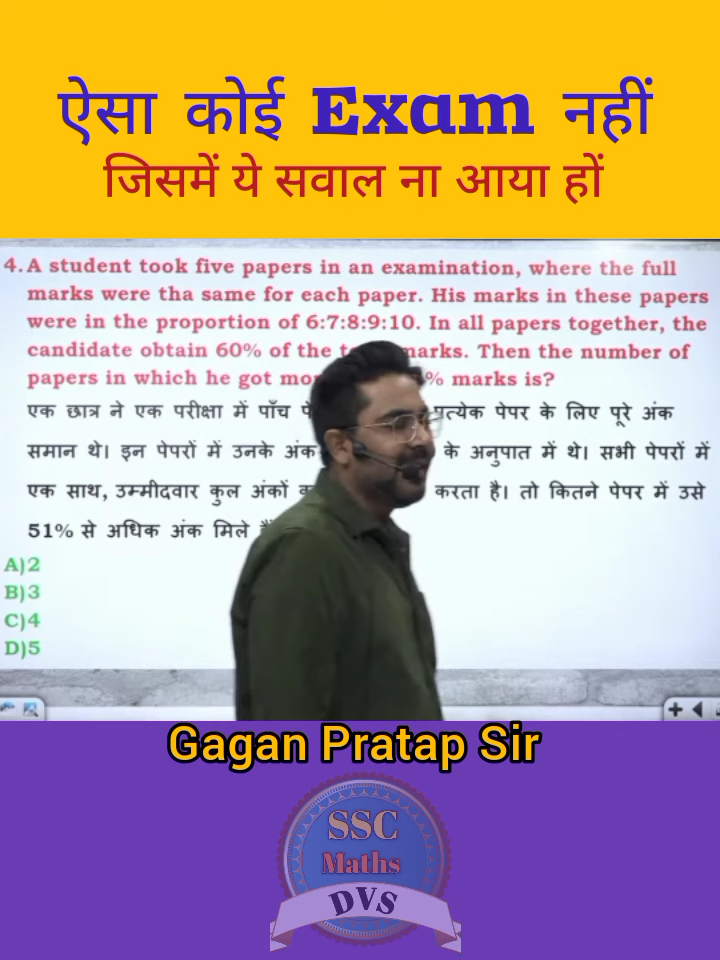 ऐसा कोई Exam नहीं
जिसमें ये सवाल ना आया हों
4. A student took five papers in an examination, where the full
marks were tha same for each paper. His marks in these papers
were in the proportion of 6:7:8:9:10. In all papers together, the
candidate obtain 60% of the marks. Then the number of
papers in which he got % marks is?
एक छात्र ने एक परीक्षा में पाँच प्रत्येक पेपर के लिए पूरे अंक
समान थे। इन पेपरों में उनके अंक के अनुपात में थे। सभी पेपरों में
एक साथ, उम्मीदवार कुल अंकों करता है। तो कितने पेपर में उसे
51% से अधिक अंक मिले
A)2
B)3
C)4
D)5
Gagan Pratap Sir
SSC
Maths
DVS